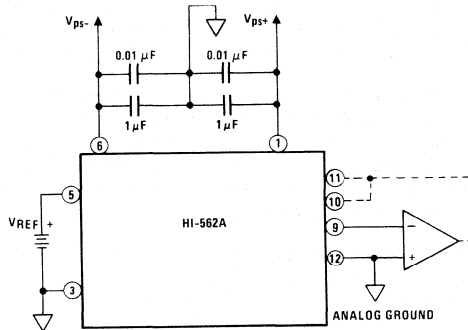 Vps- Vps+
0.01 μF 0.01 μF
1μF 1μF
6 1
5 11
VREF + 10
HI-562A 9 −
3 12 +
ANALOG GROUND